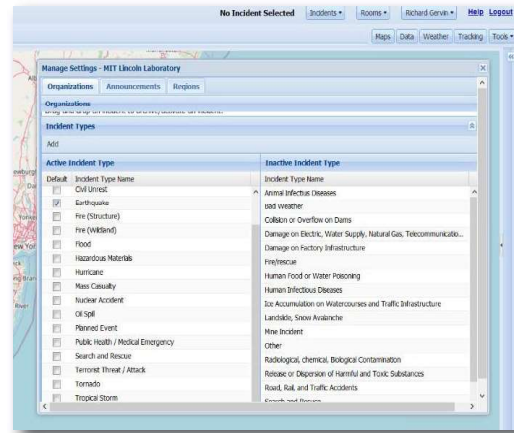 No Incident Selected Incidents Rooms Richard Gervin Help Logout
Maps Data Weather Tracking Tools
Manage Settings - MIT Lincoln Laboratory
Organizations Announcements Regions
Organizations
Incident Types
Add
Active Incident Type
Default Incident Type Name
Civil Unrest
Earthquake
Fire (Structure)
Fire (Wildland)
Flood
Hazardous Materials
Hurricane
Mass Casualty
Nuclear Accident
Oil Spill
Planned Event
Public Health / Medical Emergency
Search and Rescue
Terrorist Threat / Attack
Tornado
Tropical Storm
Inactive Incident Type
Incident Type Name
Animal Infectus Diseases
Bad Weather
Collsion or Overflow on Dams
Damage on Electric, Water Supply, Natural Gas, Telecommunicatio...
Damage on Factory Infrastructure
Fire/rescue
Human Food or Water Poisoning
Human Infectious Diseases
Ice Accumulation on Watercourses and Traffic Infrastructure
Landslide, Snow Avalanche
Mine Incident
Other
Radiological, chemical, Biological Contamination
Release or Dispersion of Harmful and Toxic Substances
Road, Rail, and Traffic Accidents
Search and Rescue